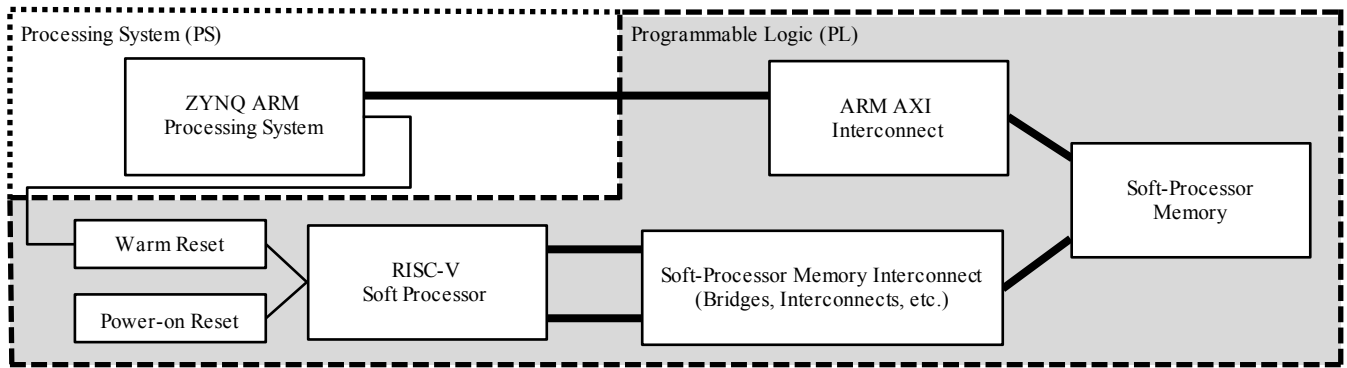 Processing System (PS)
Programmable Logic (PL)
ZYNQ ARM
Processing System
ARM AXI
Interconnect
Soft-Processor
Memory
Warm Reset
Power-on Reset
RISC-V
Soft Processor
Soft-Processor Memory Interconnect
(Bridges, Interconnects, etc.)